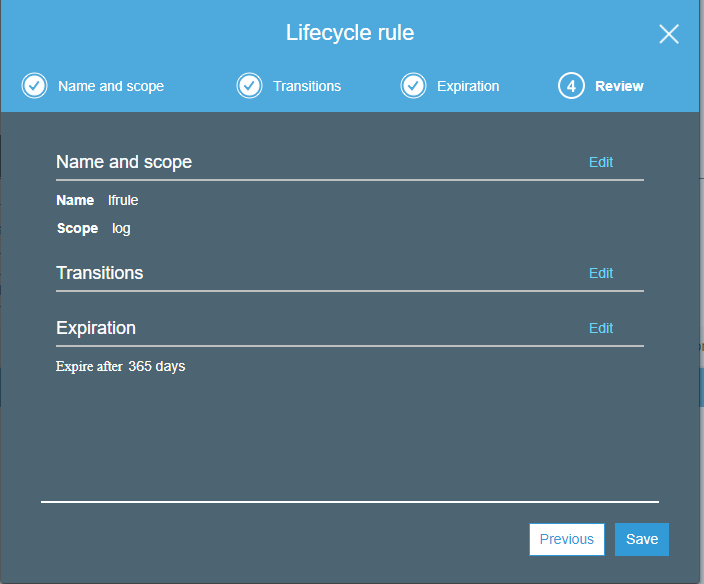 Lifecycle rule
Name and scope
Transitions
Expiration
4 Review
Name and scope Edit
Name lfrule
Scope log
Transitions Edit
Expiration Edit
Expire after 365 days
Previous Save